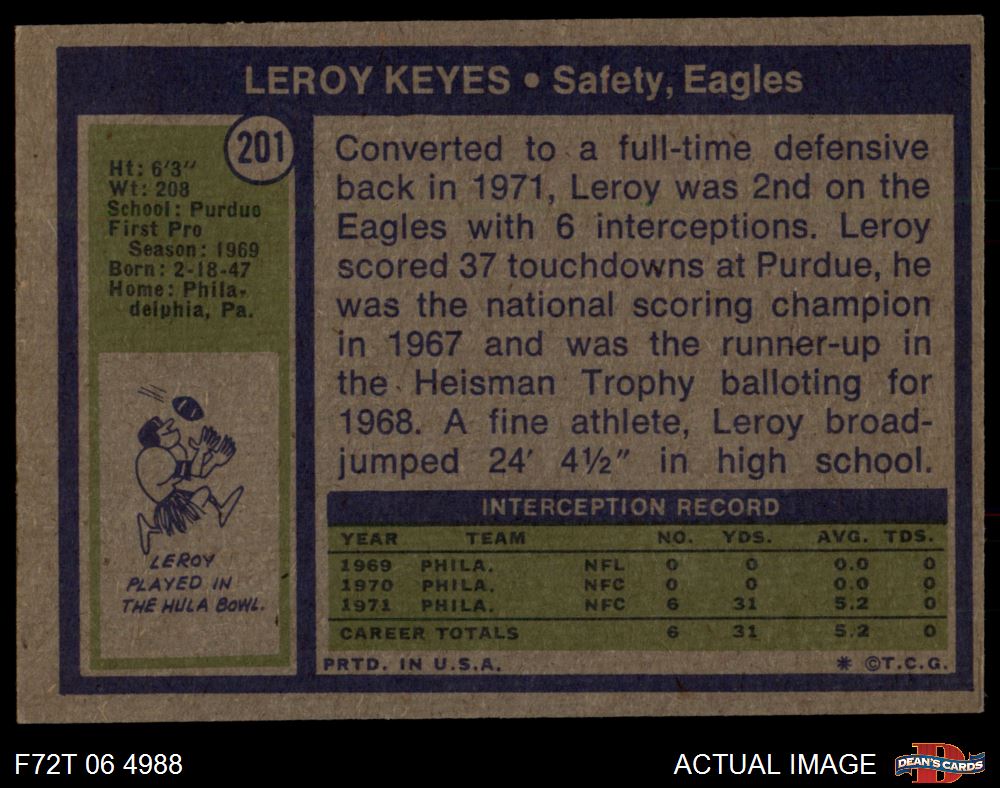 LEROY KEYES • Safety, Eagles
201
Ht: 6'3"
Wt: 208
School: Purdue
First Pro
Season: 1969
Born: 2-18-47
Home: Phila-
delphia, Pa.
LEROY
PLAYED IN
THE HULA BOWL.
Converted to a full-time defensive
back in 1971, Leroy was 2nd on the
Eagles with 6 interceptions. Leroy
scored 37 touchdowns at Purdue, he
was the national scoring champion
in 1967 and was the runner-up in
the Heisman Trophy balloting for
1968. A fine athlete, Leroy broad-
jumped 24' 4½" in high school.
INTERCEPTION RECORD
YEAR TEAM NO. YDS. AVG. TDS.
1969 PHILA. NFL 0 0 0.0 0
1970 PHILA. NFC 0 0 0.0 0
1971 PHILA. NFC 6 31 5.2 0
CAREER TOTALS 6 31 5.2 0
PRTD. IN U.S.A. * ©T.C.G.
F72T 06 4988 ACTUAL IMAGE DEAN'S CARDS